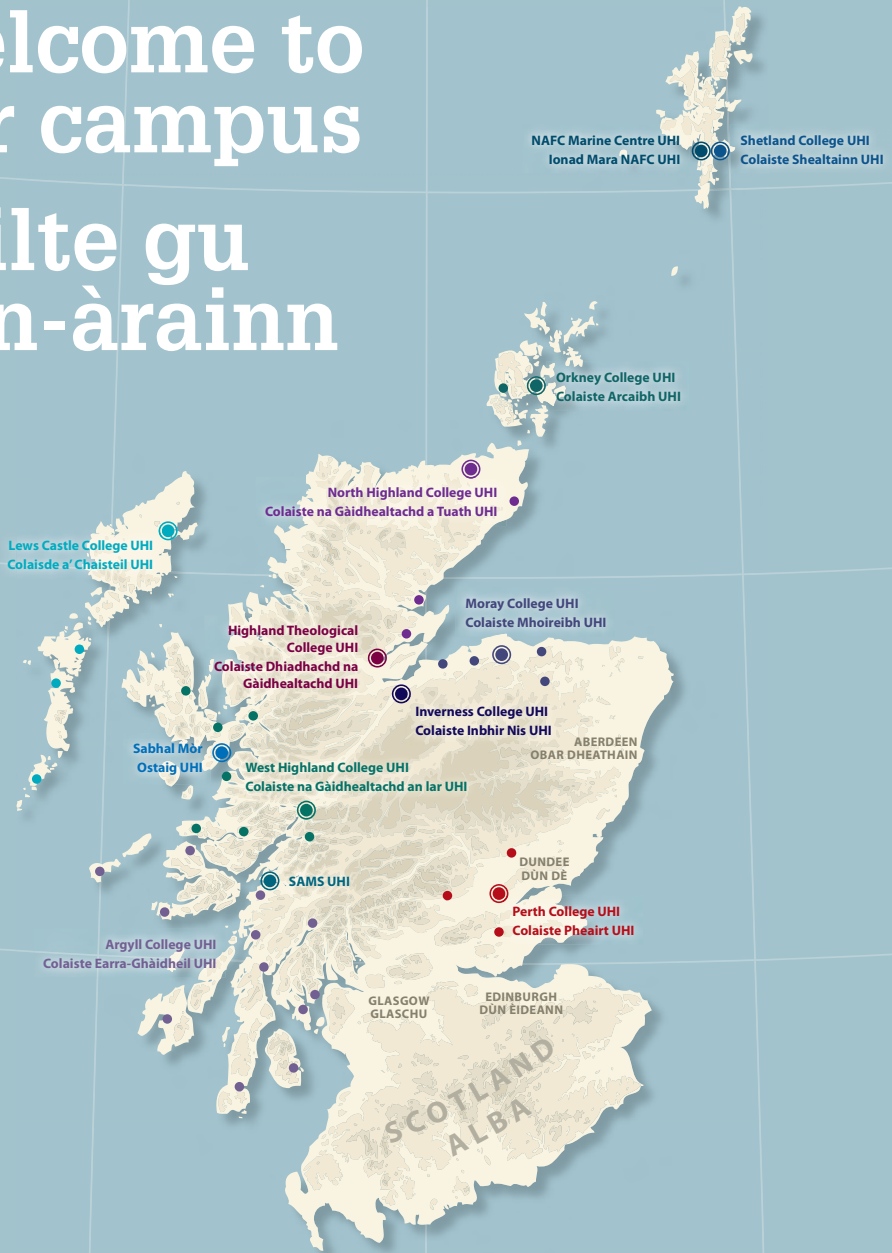 elcome to
r campus
ilte gu
n-àrainn
NAFC Marine Centre UHI
Ionad Mara NAFC UHI
Shetland College UHI
Colaiste Shealtainn UHI
Orkney College UHI
Colaiste Arcaibh UHI
North Highland College UHI
Colaiste na Gàidhealtachd a Tuath UHI
Lews Castle College UHI
Colaisde a’ Chaisteil UHI
Moray College UHI
Colaiste Mhoireibh UHI
Highland Theological
College UHI
Colaiste Dhiadhachd na
Gàidhealtachd UHI
Inverness College UHI
Colaiste Inbhir Nis UHI
ABERDEEN
OBAR DHEATHAIN
Sabhal Mòr
Ostaig UHI
West Highland College UHI
Colaiste na Gàidhealtachd an Iar UHI
DUNDEE
DÙN DÈ
SAMS UHI
Perth College UHI
Colaiste Pheairt UHI
Argyll College UHI
Colaiste Earra-Ghàidheil UHI
GLASGOW
GLASCHU
EDINBURGH
DÙN ÈIDEANN
SCOTLAND
ALBA